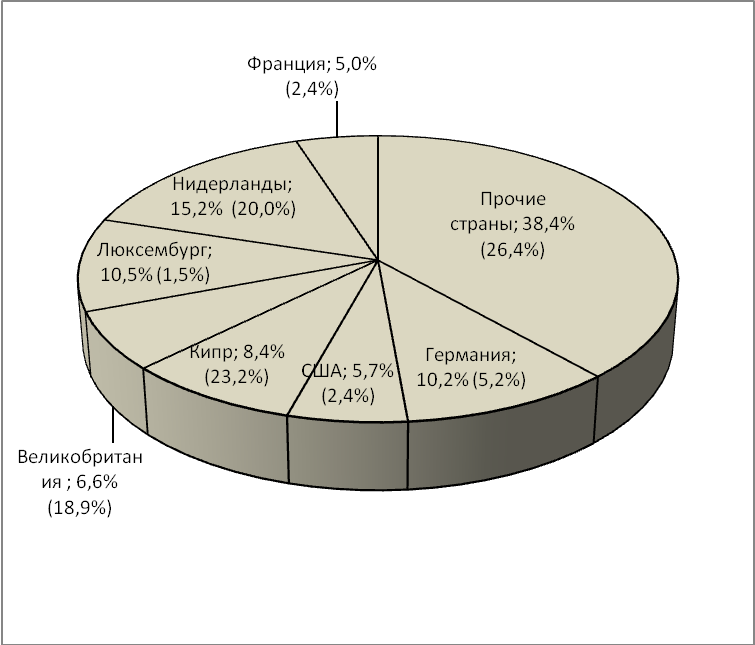 Франция; 5,0%
(2,4%)
Нидерланды;
15,2% (20,0%)
Прочие
страны; 38,4%
(26,4%)
Люксембург;
10,5% (1,5%)
Кипр; 8,4%
(23,2%)
США; 5,7%
(2,4%)
Германия;
10,2% (5,2%)
Великобритан
ия ; 6,6%
(18,9%)